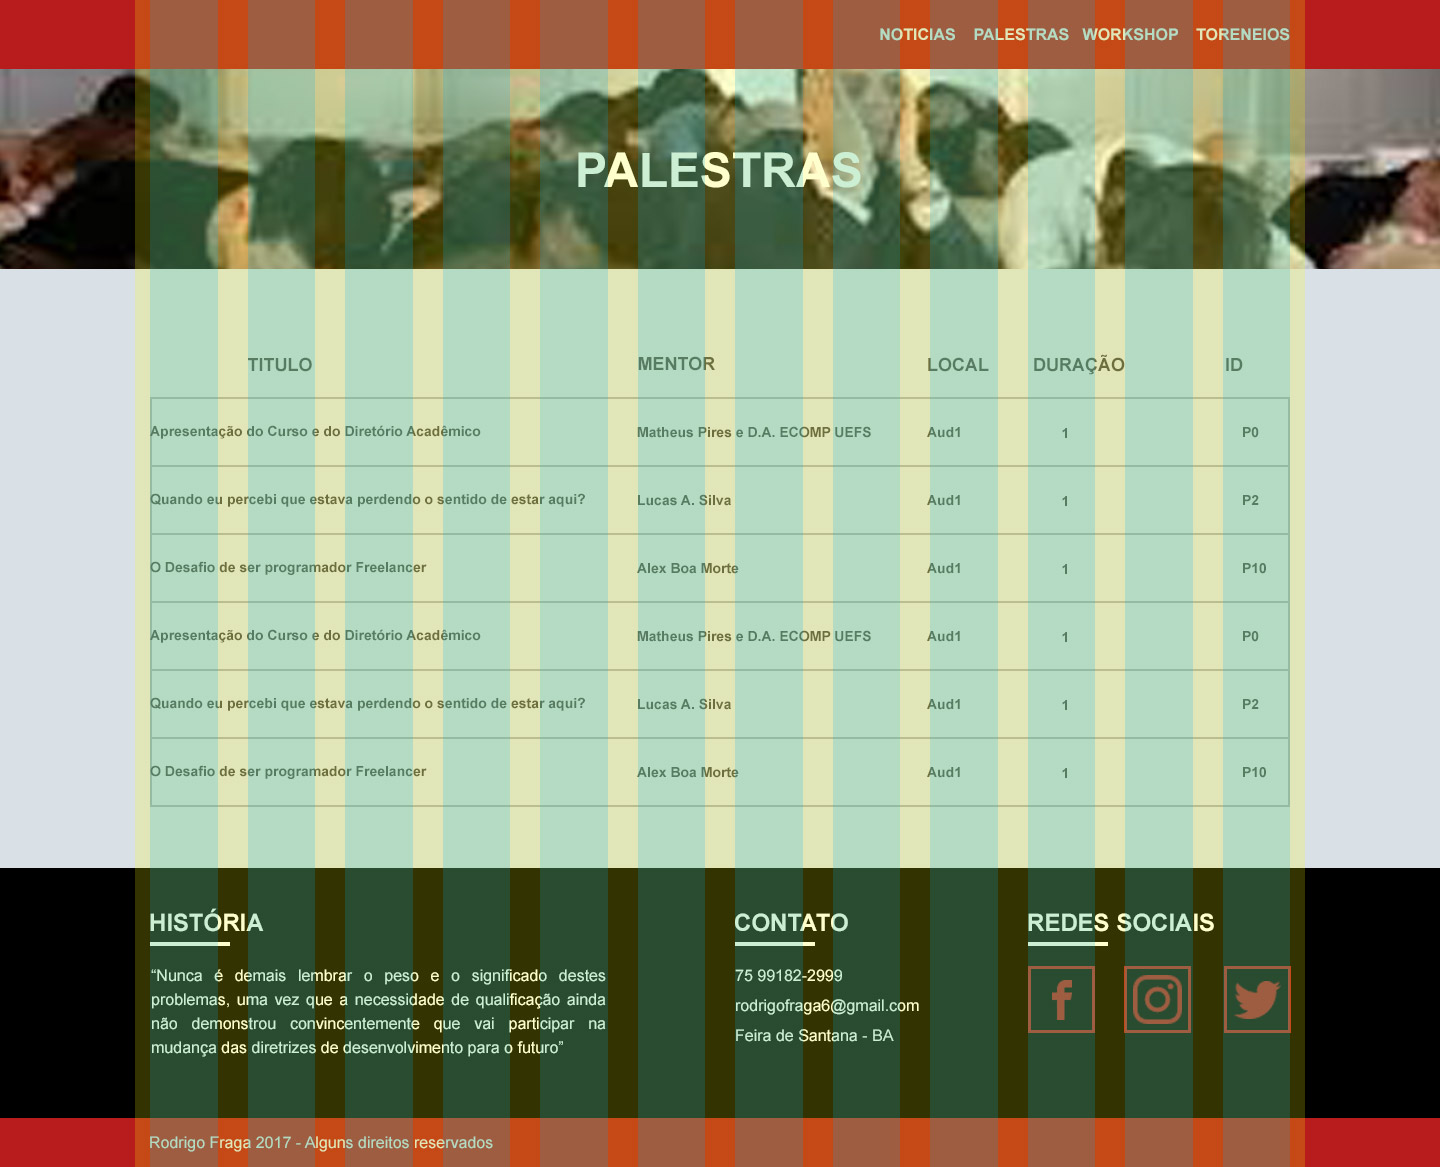 NOTICIAS PALESTRAS WORKSHOP TORENEIOS
PALESTRAS
TITULO MENTOR LOCAL DURAÇÃO ID
Apresentação do Curso e do Diretório Acadêmico Matheus Pires e D.A. ECOMP UEFS Aud1 1 P0
Quando eu percebi que estava perdendo o sentido de estar aqui? Lucas A. Silva Aud1 1 P2
O Desafio de ser programador Freelancer Alex Boa Morte Aud1 1 P10
Apresentação do Curso e do Diretório Acadêmico Matheus Pires e D.A. ECOMP UEFS Aud1 1 P0
Quando eu percebi que estava perdendo o sentido de estar aqui? Lucas A. Silva Aud1 1 P2
O Desafio de ser programador Freelancer Alex Boa Morte Aud1 1 P10
HISTÓRIA
“Nunca é demais lembrar o peso e o significado destes
problemas, uma vez que a necessidade de qualificação ainda
não demonstrou convincentemente que vai participar na
mudança das diretrizes de desenvolvimento para o futuro”
CONTATO
75 99182-2999
rodrigofraga6@gmail.com
Feira de Santana - BA
REDES SOCIAIS
Rodrigo Fraga 2017 - Alguns direitos reservados